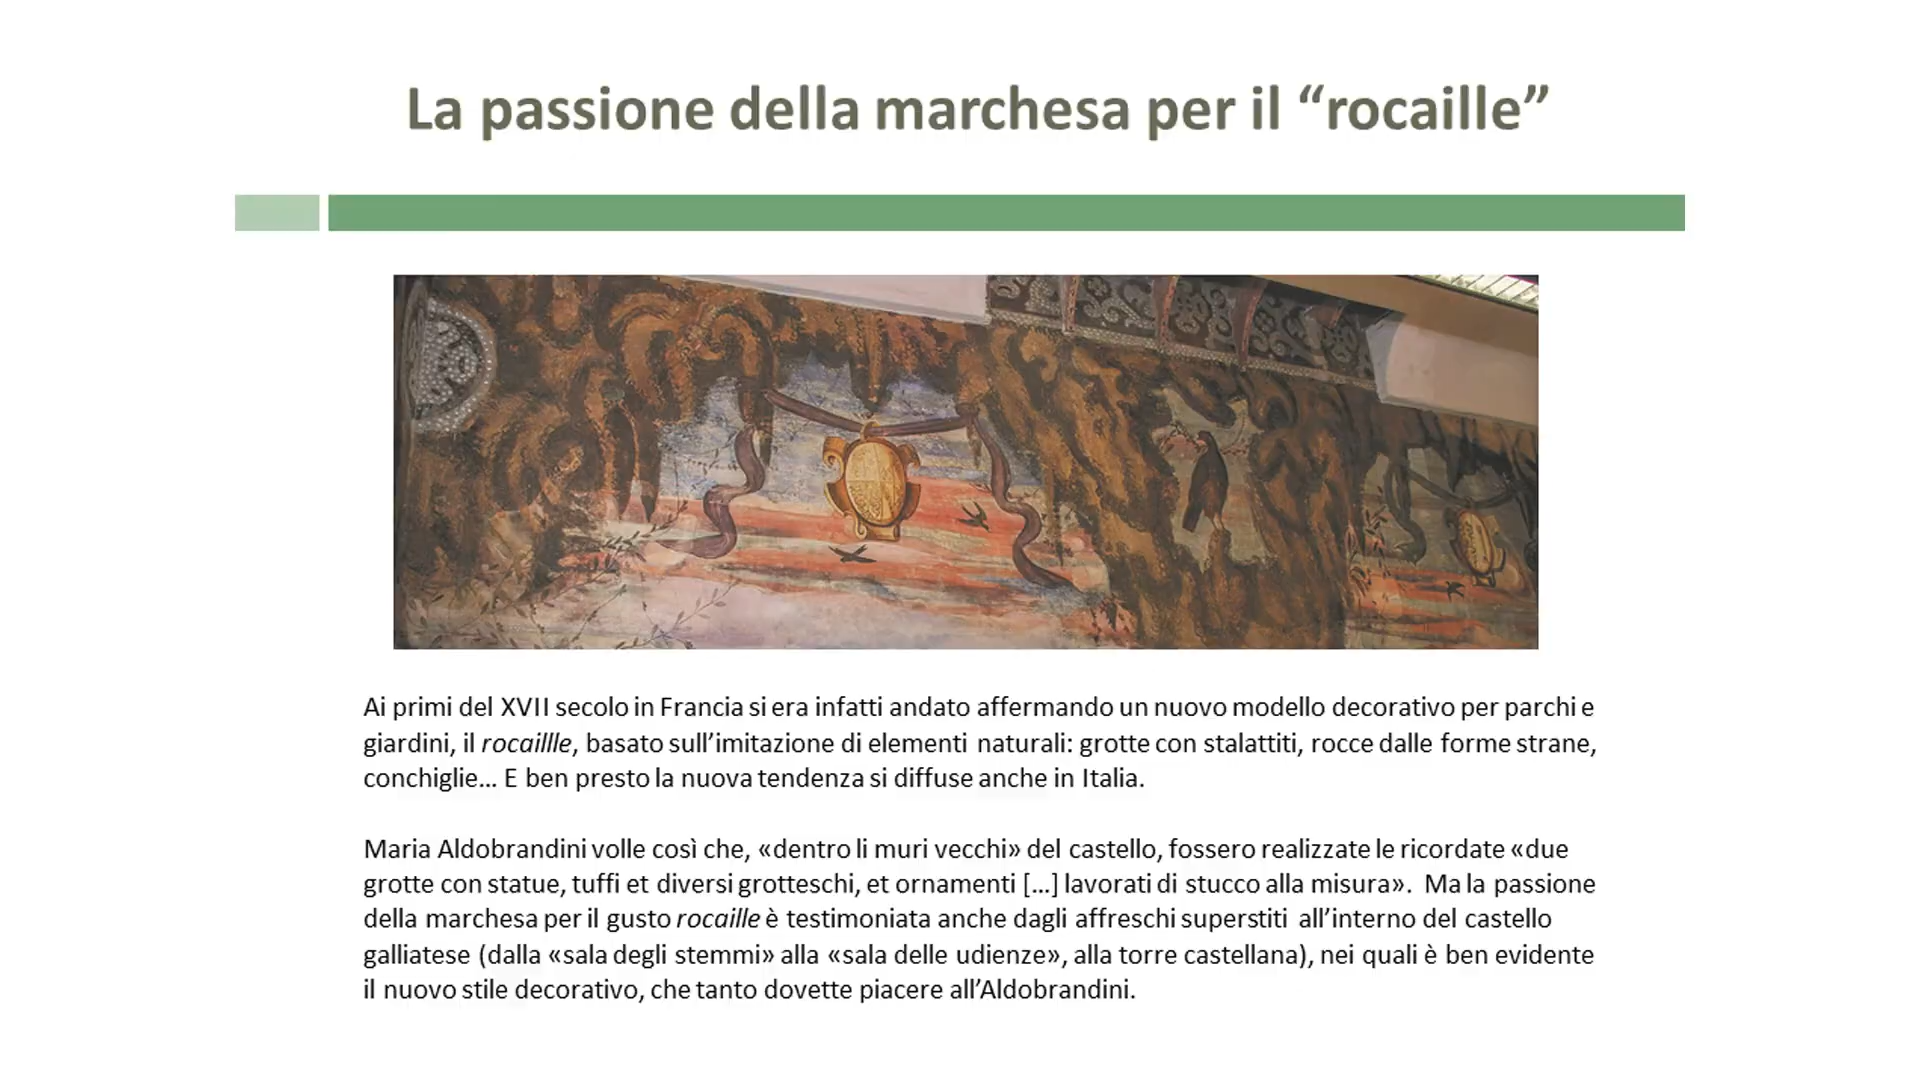 La passione della marchesa per il “rocaille”
Ai primi del XVII secolo in Francia si era infatti andato affermando un nuovo modello decorativo per parchi e
giardini, il rocaillle, basato sull’imitazione di elementi naturali: grotte con stalattiti, rocce dalle forme strane,
conchiglie… E ben presto la nuova tendenza si diffuse anche in Italia.
Maria Aldobrandini volle così che, «dentro li muri vecchi» del castello, fossero realizzate le ricordate «due
grotte con statue, tuffi et diversi grotteschi, et ornamenti […] lavorati di stucco alla misura». Ma la passione
della marchesa per il gusto rocaille è testimoniata anche dagli affreschi superstiti all’interno del castello
galliatese (dalla «sala degli stemmi» alla «sala delle udienze», alla torre castellana), nei quali è ben evidente
il nuovo stile decorativo, che tanto dovette piacere all’Aldobrandini.